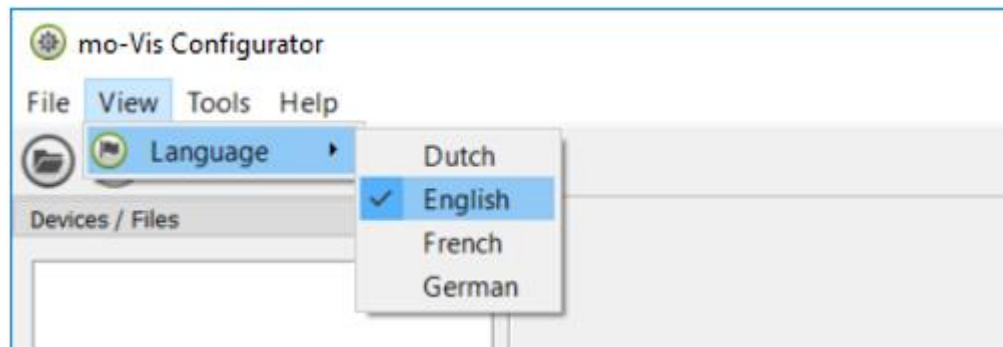 mo-Vis Configurator
File View Tools Help
Language
Dutch
English
French
German
Devices / Files